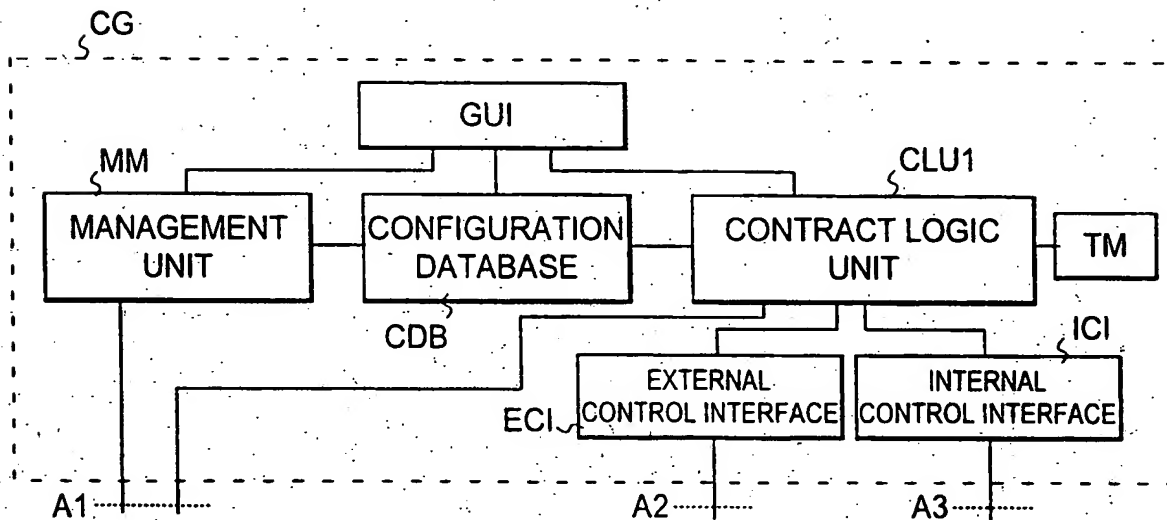 CG
GUI
MM
CLU1
MANAGEMENT
UNIT
CONFIGURATION
DATABASE
CONTRACT LOGIC
UNIT
TM
CDB
ICI
EXTERNAL
CONTROL INTERFACE
INTERNAL
CONTROL INTERFACE
ECI
A1
A2
A3